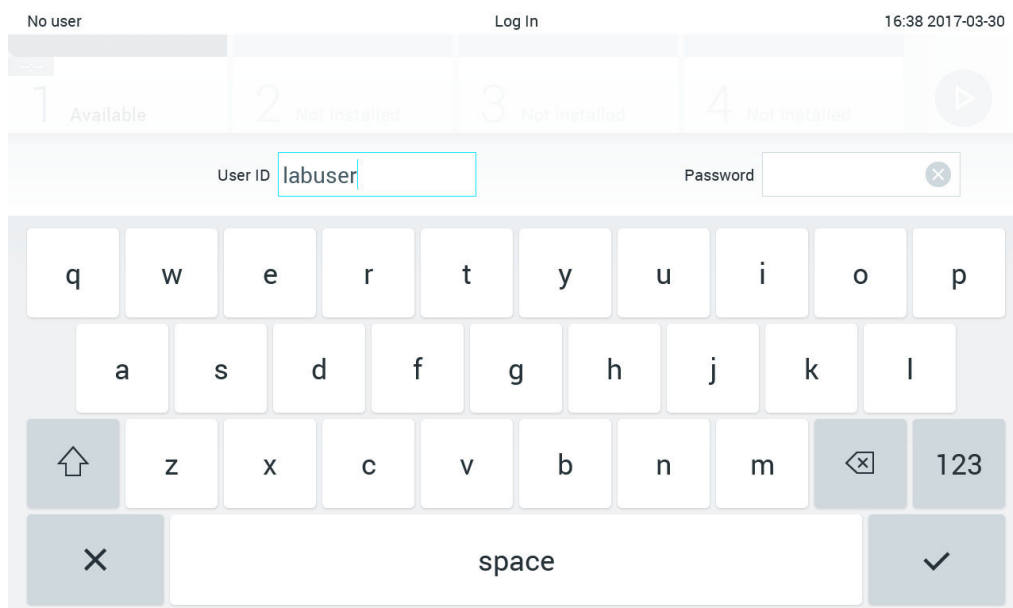 No user Log In 16:38 2017-03-30
--:--
1 Available 2 Not Installed 3 Not Installed 4 Not Installed
User ID labuser Password
q w e r t y u i o p
a s d f g h j k l
z x c v b n m 123
space